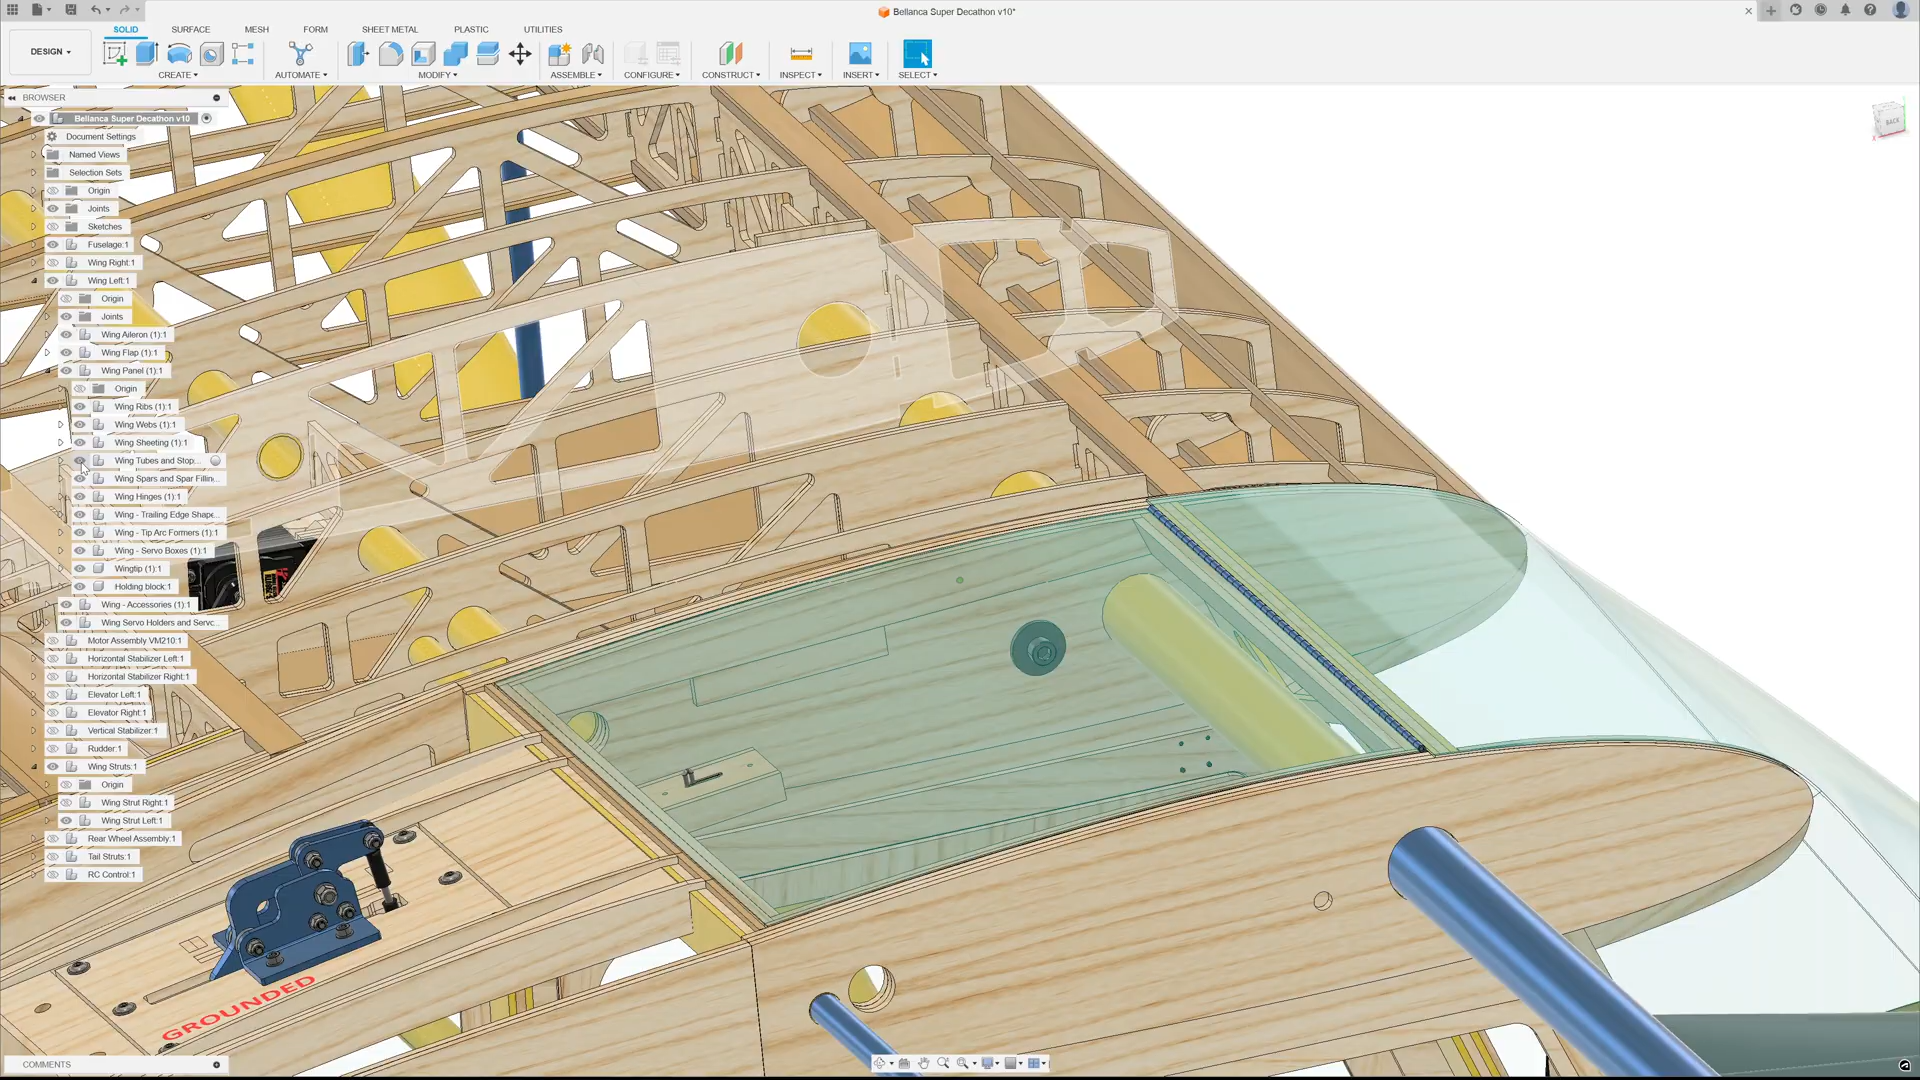 Bellanca Super Decathon v10*
SOLID SURFACE MESH FORM SHEET METAL PLASTIC UTILITIES
DESIGN
CREATE AUTOMATE MODIFY ASSEMBLE CONFIGURE CONSTRUCT INSPECT INSERT SELECT
BROWSER
Bellanca Super Decathon v10
Document Settings
Named Views
Selection Sets
Origin
Joints
Sketches
Fuselage:1
Wing Right:1
Wing Left:1
Origin
Joints
Wing Aileron (1):1
Wing Flap (1):1
Wing Panel (1):1
Origin
Wing Ribs (1):1
Wing Webs (1):1
Wing Sheeting (1):1
Wing Tubes and Stop...
Wing Spars and Spar Fillin...
Wing Hinges (1):1
Wing - Trailing Edge Shape...
Wing - Tip Arc Formers (1):1
Wing - Servo Boxes (1):1
Wingtip (1):1
Holding block:1
Wing - Accessories (1):1
Wing Servo Holders and Servo...
Motor Assembly VM210:1
Horizontal Stabilizer Left:1
Horizontal Stabilizer Right:1
Elevator Left:1
Elevator Right:1
Vertical Stabilizer:1
Rudder:1
Wing Struts:1
Origin
Wing Strut Right:1
Wing Strut Left:1
Rear Wheel Assembly:1
Tail Struts:1
RC Control:1
BACK
GROUNDED
COMMENTS